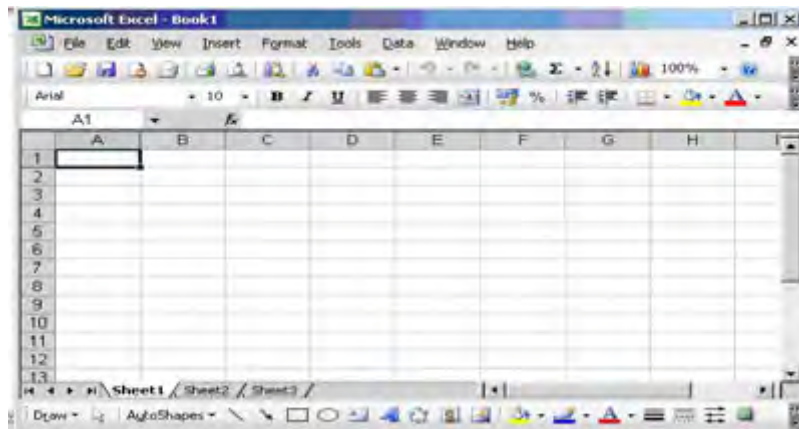 Microsoft Excel - Book1
File Edit View Insert Format Tools Data Window Help
Σ 100%
Arial 10 B I U %
A1 fx
A B C D E F G H I
1
2
3
4
5
6
7
8
9
10
11
12
13
Sheet1 / Sheet2 / Sheet3 /
Draw AutoShapes A